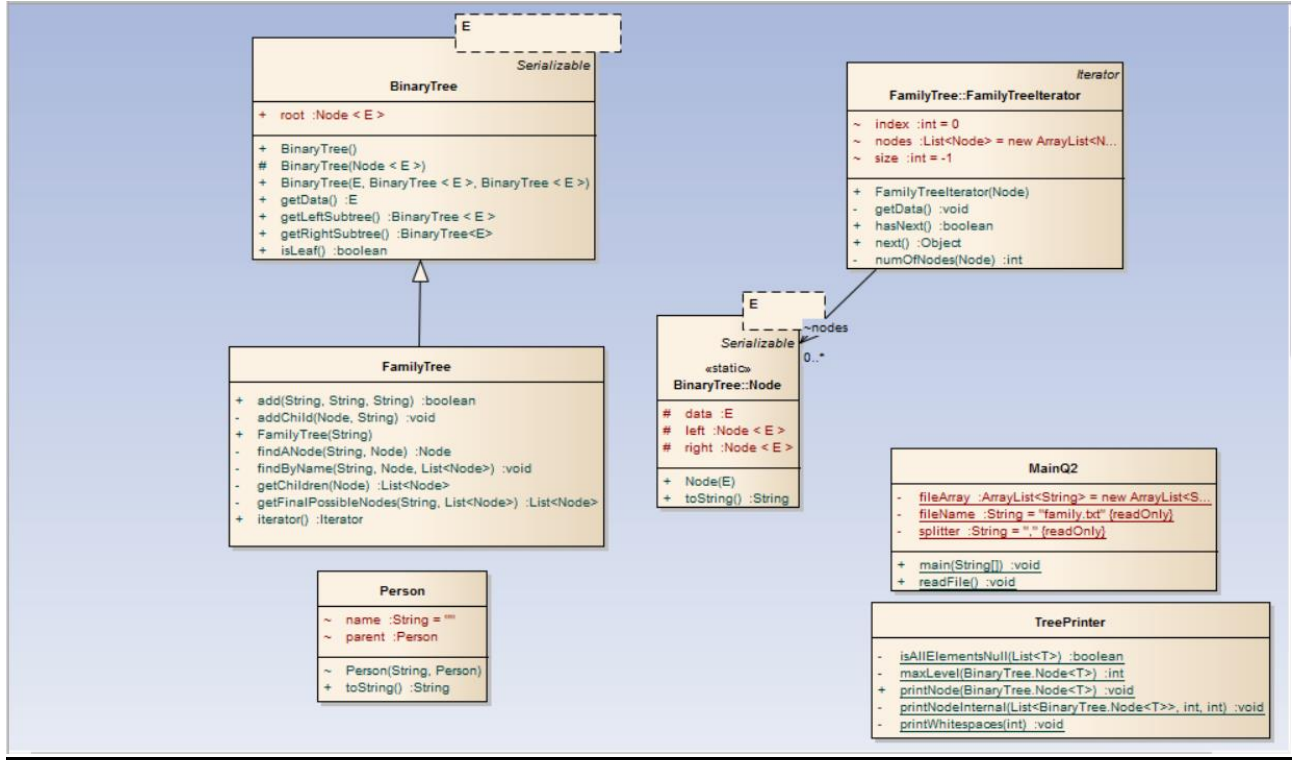 E
Serializable
BinaryTree
+ root :Node < E >
+ BinaryTree()
# BinaryTree(Node < E >)
+ BinaryTree(E, BinaryTree < E >, BinaryTree < E >)
+ getData() :E
+ getLeftSubtree() :BinaryTree < E >
+ getRightSubtree() :BinaryTree<E>
+ isLeaf() :boolean
Iterator
FamilyTree::FamilyTreeIterator
~ index :int = 0
~ nodes :List<Node> = new ArrayList<N...
~ size :int = -1
+ FamilyTreeIterator(Node)
- getData() :void
+ hasNext() :boolean
+ next() :Object
- numOfNodes(Node) :int
~nodes
0..*
E
Serializable
«static»
BinaryTree::Node
# data :E
# left :Node < E >
# right :Node < E >
+ Node(E)
+ toString() :String
FamilyTree
+ add(String, String, String) :boolean
- addChild(Node, String) :void
+ FamilyTree(String)
- findANode(String, Node) :Node
- findByName(String, Node, List<Node>) :void
- getChildren(Node) :List<Node>
- getFinalPossibleNodes(String, List<Node>) :List<Node>
+ iterator() :Iterator
MainQ2
- fileArray :ArrayList<String> = new ArrayList<S...
- fileName :String = "family.txt" {readOnly}
- splitter :String = "," {readOnly}
+ main(String[]) :void
+ readFile() :void
Person
~ name :String = ""
~ parent :Person
~ Person(String, Person)
+ toString() :String
TreePrinter
- isAllElementsNull(List<T>) :boolean
- maxLevel(BinaryTree.Node<T>) :int
+ printNode(BinaryTree.Node<T>) :void
- printNodeInternal(List<BinaryTree.Node<T>>, int, int) :void
- printWhitespaces(int) :void